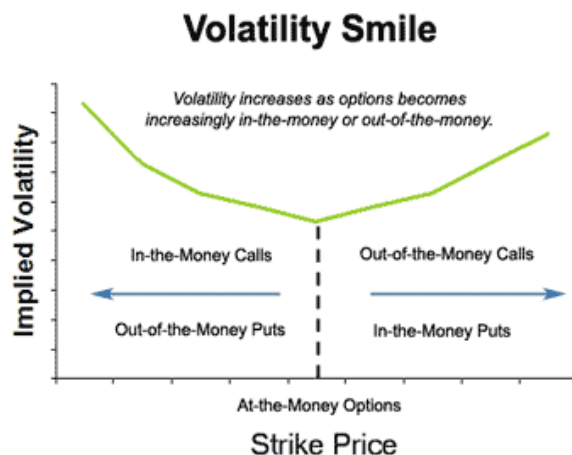 Volatility Smile
Volatility increases as options becomes
increasingly in-the-money or out-of-the-money.
Implied Volatility
In-the-Money Calls
Out-of-the-Money Calls
Out-of-the-Money Puts
In-the-Money Puts
At-the-Money Options
Strike Price